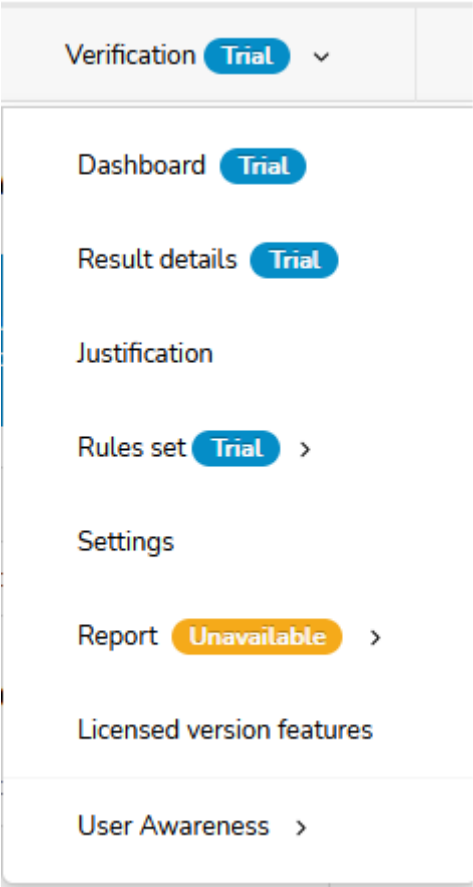 Verification Trial
Dashboard Trial
Result details Trial
Justification
Rules set Trial
Settings
Report Unavailable
Licensed version features
User Awareness